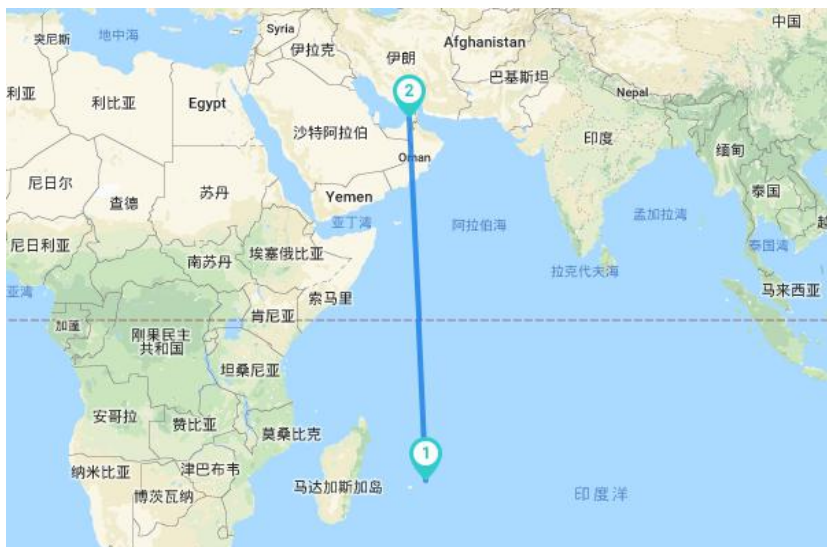 中国
Syria
突尼斯
地中海
伊拉克
伊朗
Afghanistan
巴基斯坦
Nepal
利亚
利比亚
Egypt
2
沙特阿拉伯
Oman
印度
缅甸
尼日尔
查德
苏丹
Yemen
亚丁湾
阿拉伯海
孟加拉湾
泰国
越
尼日利亚
南苏丹
埃塞俄比亚
拉克代夫海
泰国湾
亚湾
索马里
马来西亚
加蓬
刚果民主
共和国
肯尼亚
坦桑尼亚
安哥拉
赞比亚
莫桑比克
1
纳米比亚
津巴布韦
博茨瓦纳
马达加斯加岛
印度洋